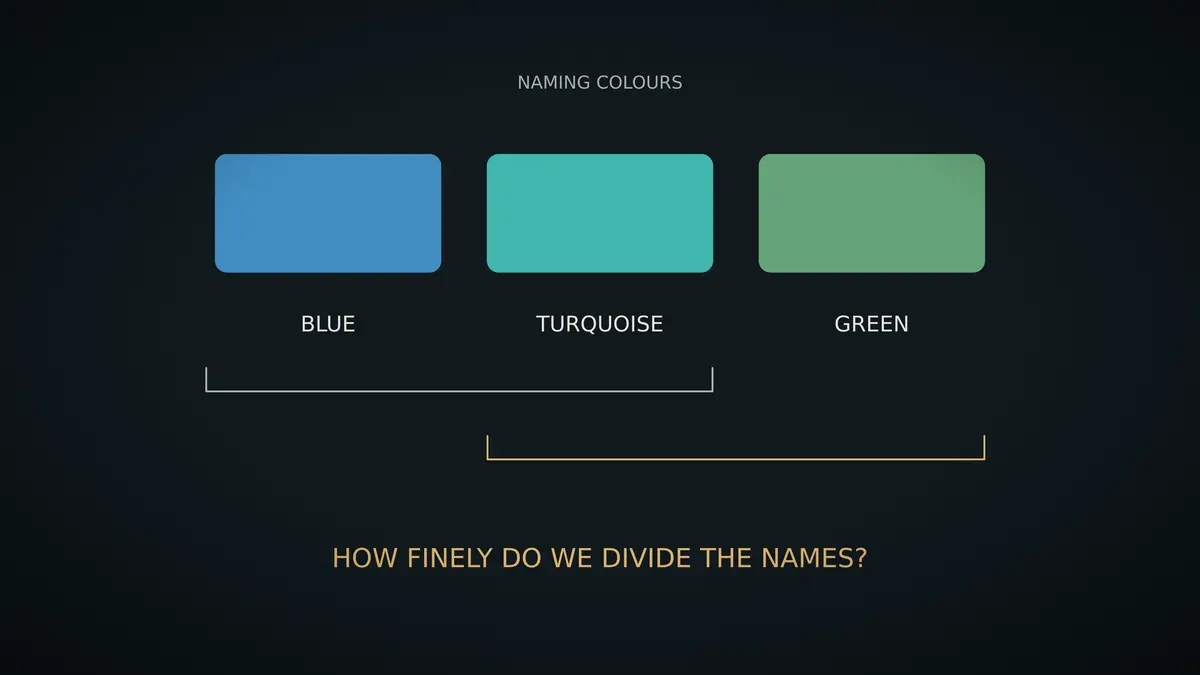 NAMING COLOURS
BLUE
TURQUOISE
GREEN
HOW FINELY DO WE DIVIDE THE NAMES?